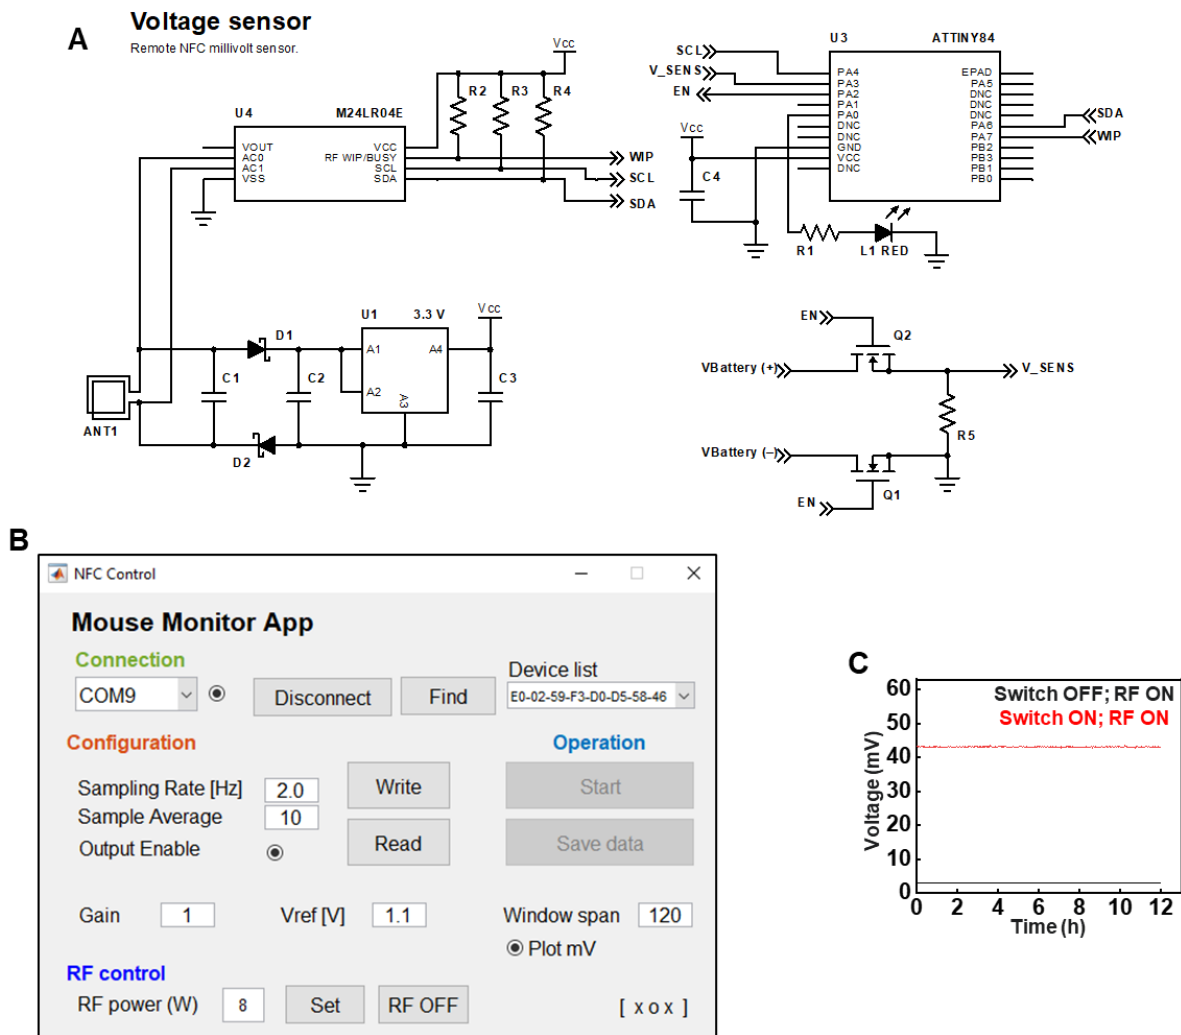 A
Voltage sensor
Remote NFC millivolt sensor.
Vcc
R2 R3 R4
U4 M24LR04E
VOUT
AC0
AC1
VSS
VCC
RF WIP/BUSY
SCL
SDA
WIP
SCL
SDA
U3 ATTINY84
SCL
V_SENS
EN
PA4
PA3
PA2
PA1
PA0
DNC
DNC
GND
VCC
DNC
EPAD
PA5
DNC
DNC
PA6
PA7
PB2
PB3
PB1
PB0
SDA
WIP
Vcc
C4
R1 L1 RED
Vcc
U1 3.3 V
D1
A1 A4
A2
A3
C1 C2 C3
ANT1
D2
EN
Q2
VBattery (+)
V_SENS
R5
VBattery (–)
Q1
EN
B
NFC Control
Mouse Monitor App
Connection
Device list
COM9 Disconnect Find E0-02-59-F3-D0-D5-58-46
Configuration Operation
Sampling Rate [Hz] 2.0 Write Start
Sample Average 10
Output Enable Read Save data
Gain 1 Vref [V] 1.1 Window span 120
Plot mV
RF control
RF power (W) 8 Set RF OFF [ x o x ]
C
Switch OFF; RF ON
Switch ON; RF ON
Voltage (mV)
60
50
40
30
20
10
0
0 2 4 6 8 10 12
Time (h)